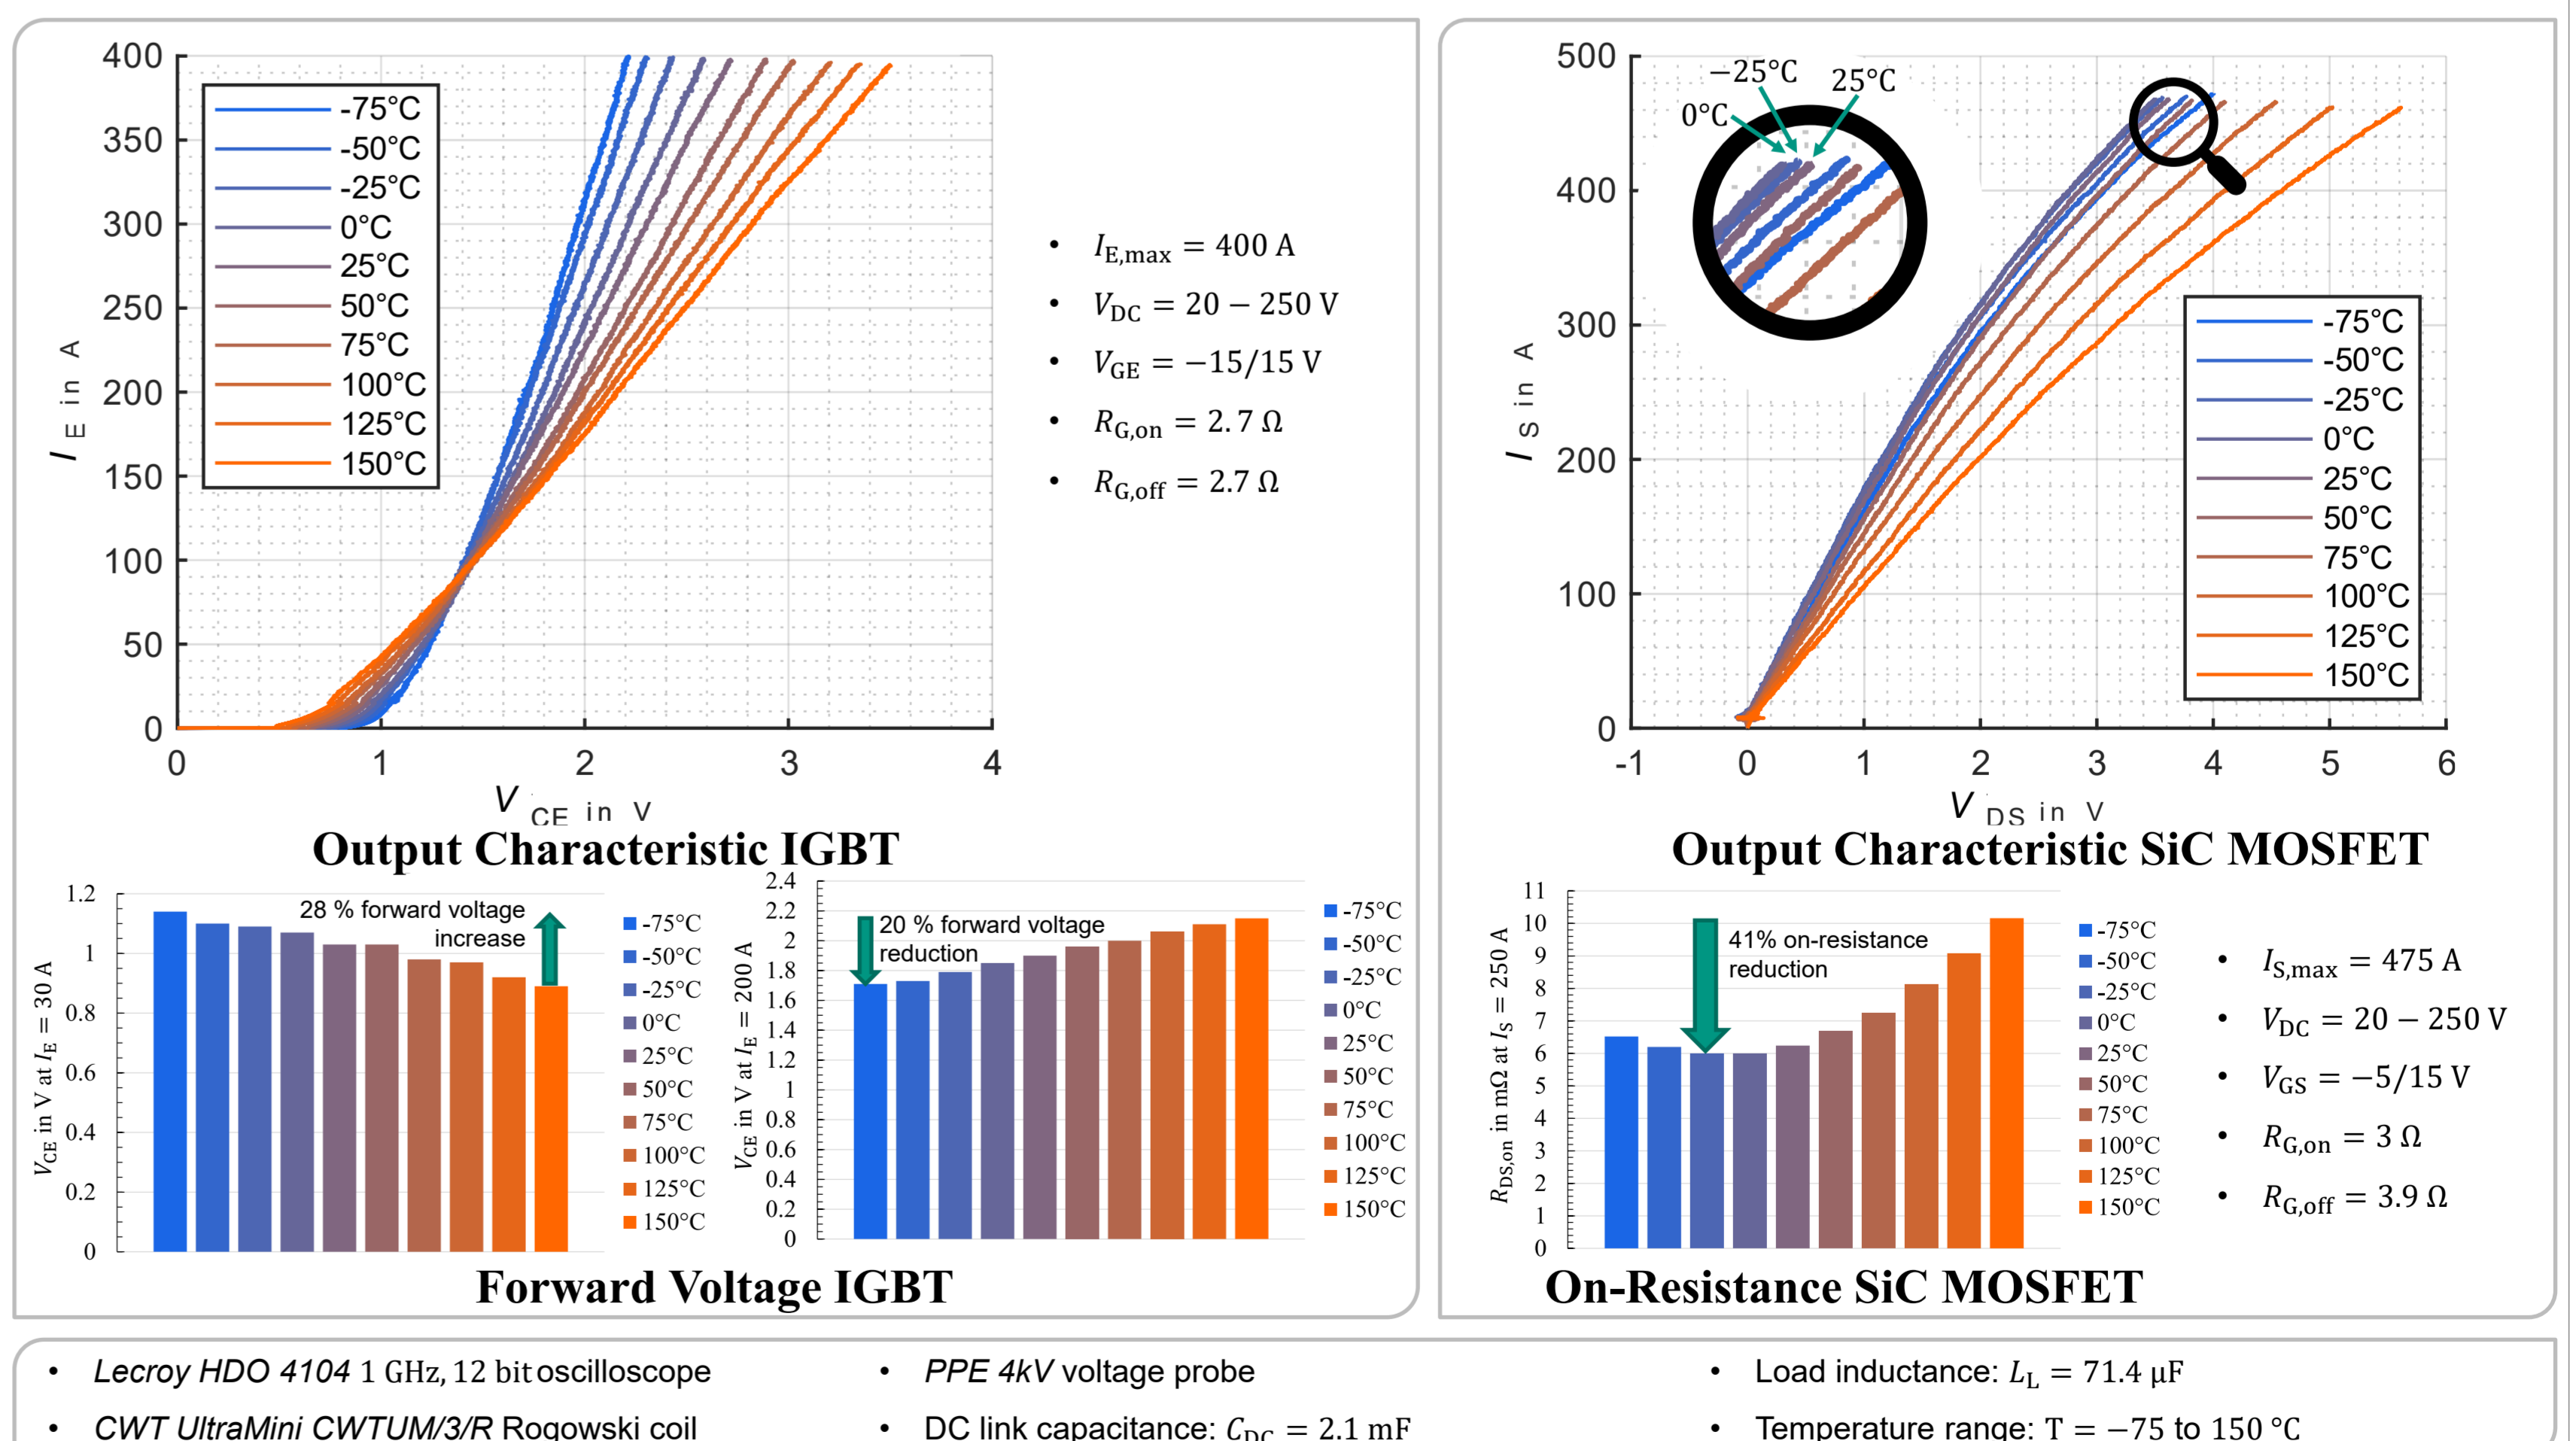 400
350
300
250
200
150
100
50
0
I E in A
-75°C
-50°C
-25°C
0°C
25°C
50°C
75°C
100°C
125°C
150°C
0 1 2 3 4
V CE in V
• I_E,max = 400 A
• V_DC = 20 − 250 V
• V_GE = −15/15 V
• R_G,on = 2.7 Ω
• R_G,off = 2.7 Ω
Output Characteristic IGBT
1.2
1
0.8
0.6
0.4
0.2
0
V_CE in V at I_E = 30 A
28 % forward voltage
increase
-75°C
-50°C
-25°C
0°C
25°C
50°C
75°C
100°C
125°C
150°C
2.4
2.2
2
1.8
1.6
1.4
1.2
1
0.8
0.6
0.4
0.2
0
V_CE in V at I_E = 200 A
20 % forward voltage
reduction
-75°C
-50°C
-25°C
0°C
25°C
50°C
75°C
100°C
125°C
150°C
Forward Voltage IGBT
500
400
300
200
100
0
I S in A
−25°C
25°C
0°C
-75°C
-50°C
-25°C
0°C
25°C
50°C
75°C
100°C
125°C
150°C
-1 0 1 2 3 4 5 6
V DS in V
Output Characteristic SiC MOSFET
11
10
9
8
7
6
5
4
3
2
1
0
R_DS,on in mΩ at I_S = 250 A
41% on-resistance
reduction
-75°C
-50°C
-25°C
0°C
25°C
50°C
75°C
100°C
125°C
150°C
• I_S,max = 475 A
• V_DC = 20 − 250 V
• V_GS = −5/15 V
• R_G,on = 3 Ω
• R_G,off = 3.9 Ω
On-Resistance SiC MOSFET
• Lecroy HDO 4104 1 GHz, 12 bit oscilloscope
• CWT UltraMini CWTUM/3/R Rogowski coil
• PPE 4kV voltage probe
• DC link capacitance: C_DC = 2.1 mF
• Load inductance: L_L = 71.4 μF
• Temperature range: T = −75 to 150 °C